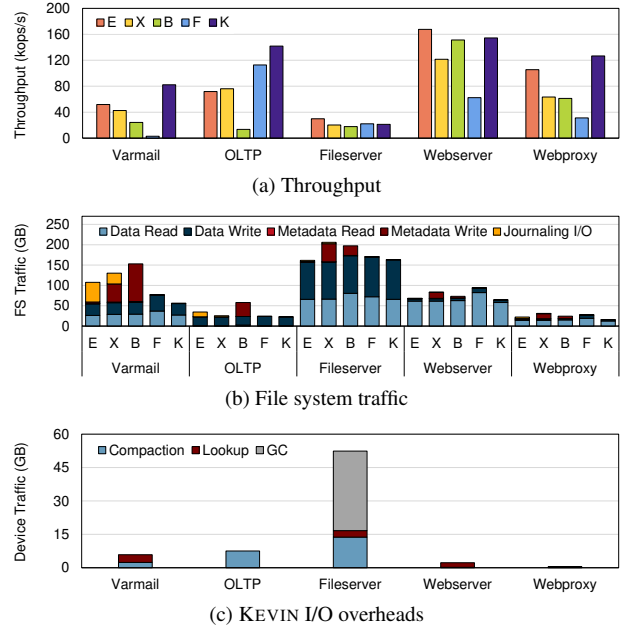 200
160
120
80
40
0
Throughput (kops/s)
E X B F K
Varmail OLTP Fileserver Webserver Webproxy
(a) Throughput
250
200
150
100
50
0
FS Traffic (GB)
Data Read Data Write Metadata Read Metadata Write Journaling I/O
E X B F K E X B F K E X B F K E X B F K E X B F K
Varmail OLTP Fileserver Webserver Webproxy
(b) File system traffic
60
45
30
15
0
Device Traffic (GB)
Compaction Lookup GC
Varmail OLTP Fileserver Webserver Webproxy
(c) KEVIN I/O overheads